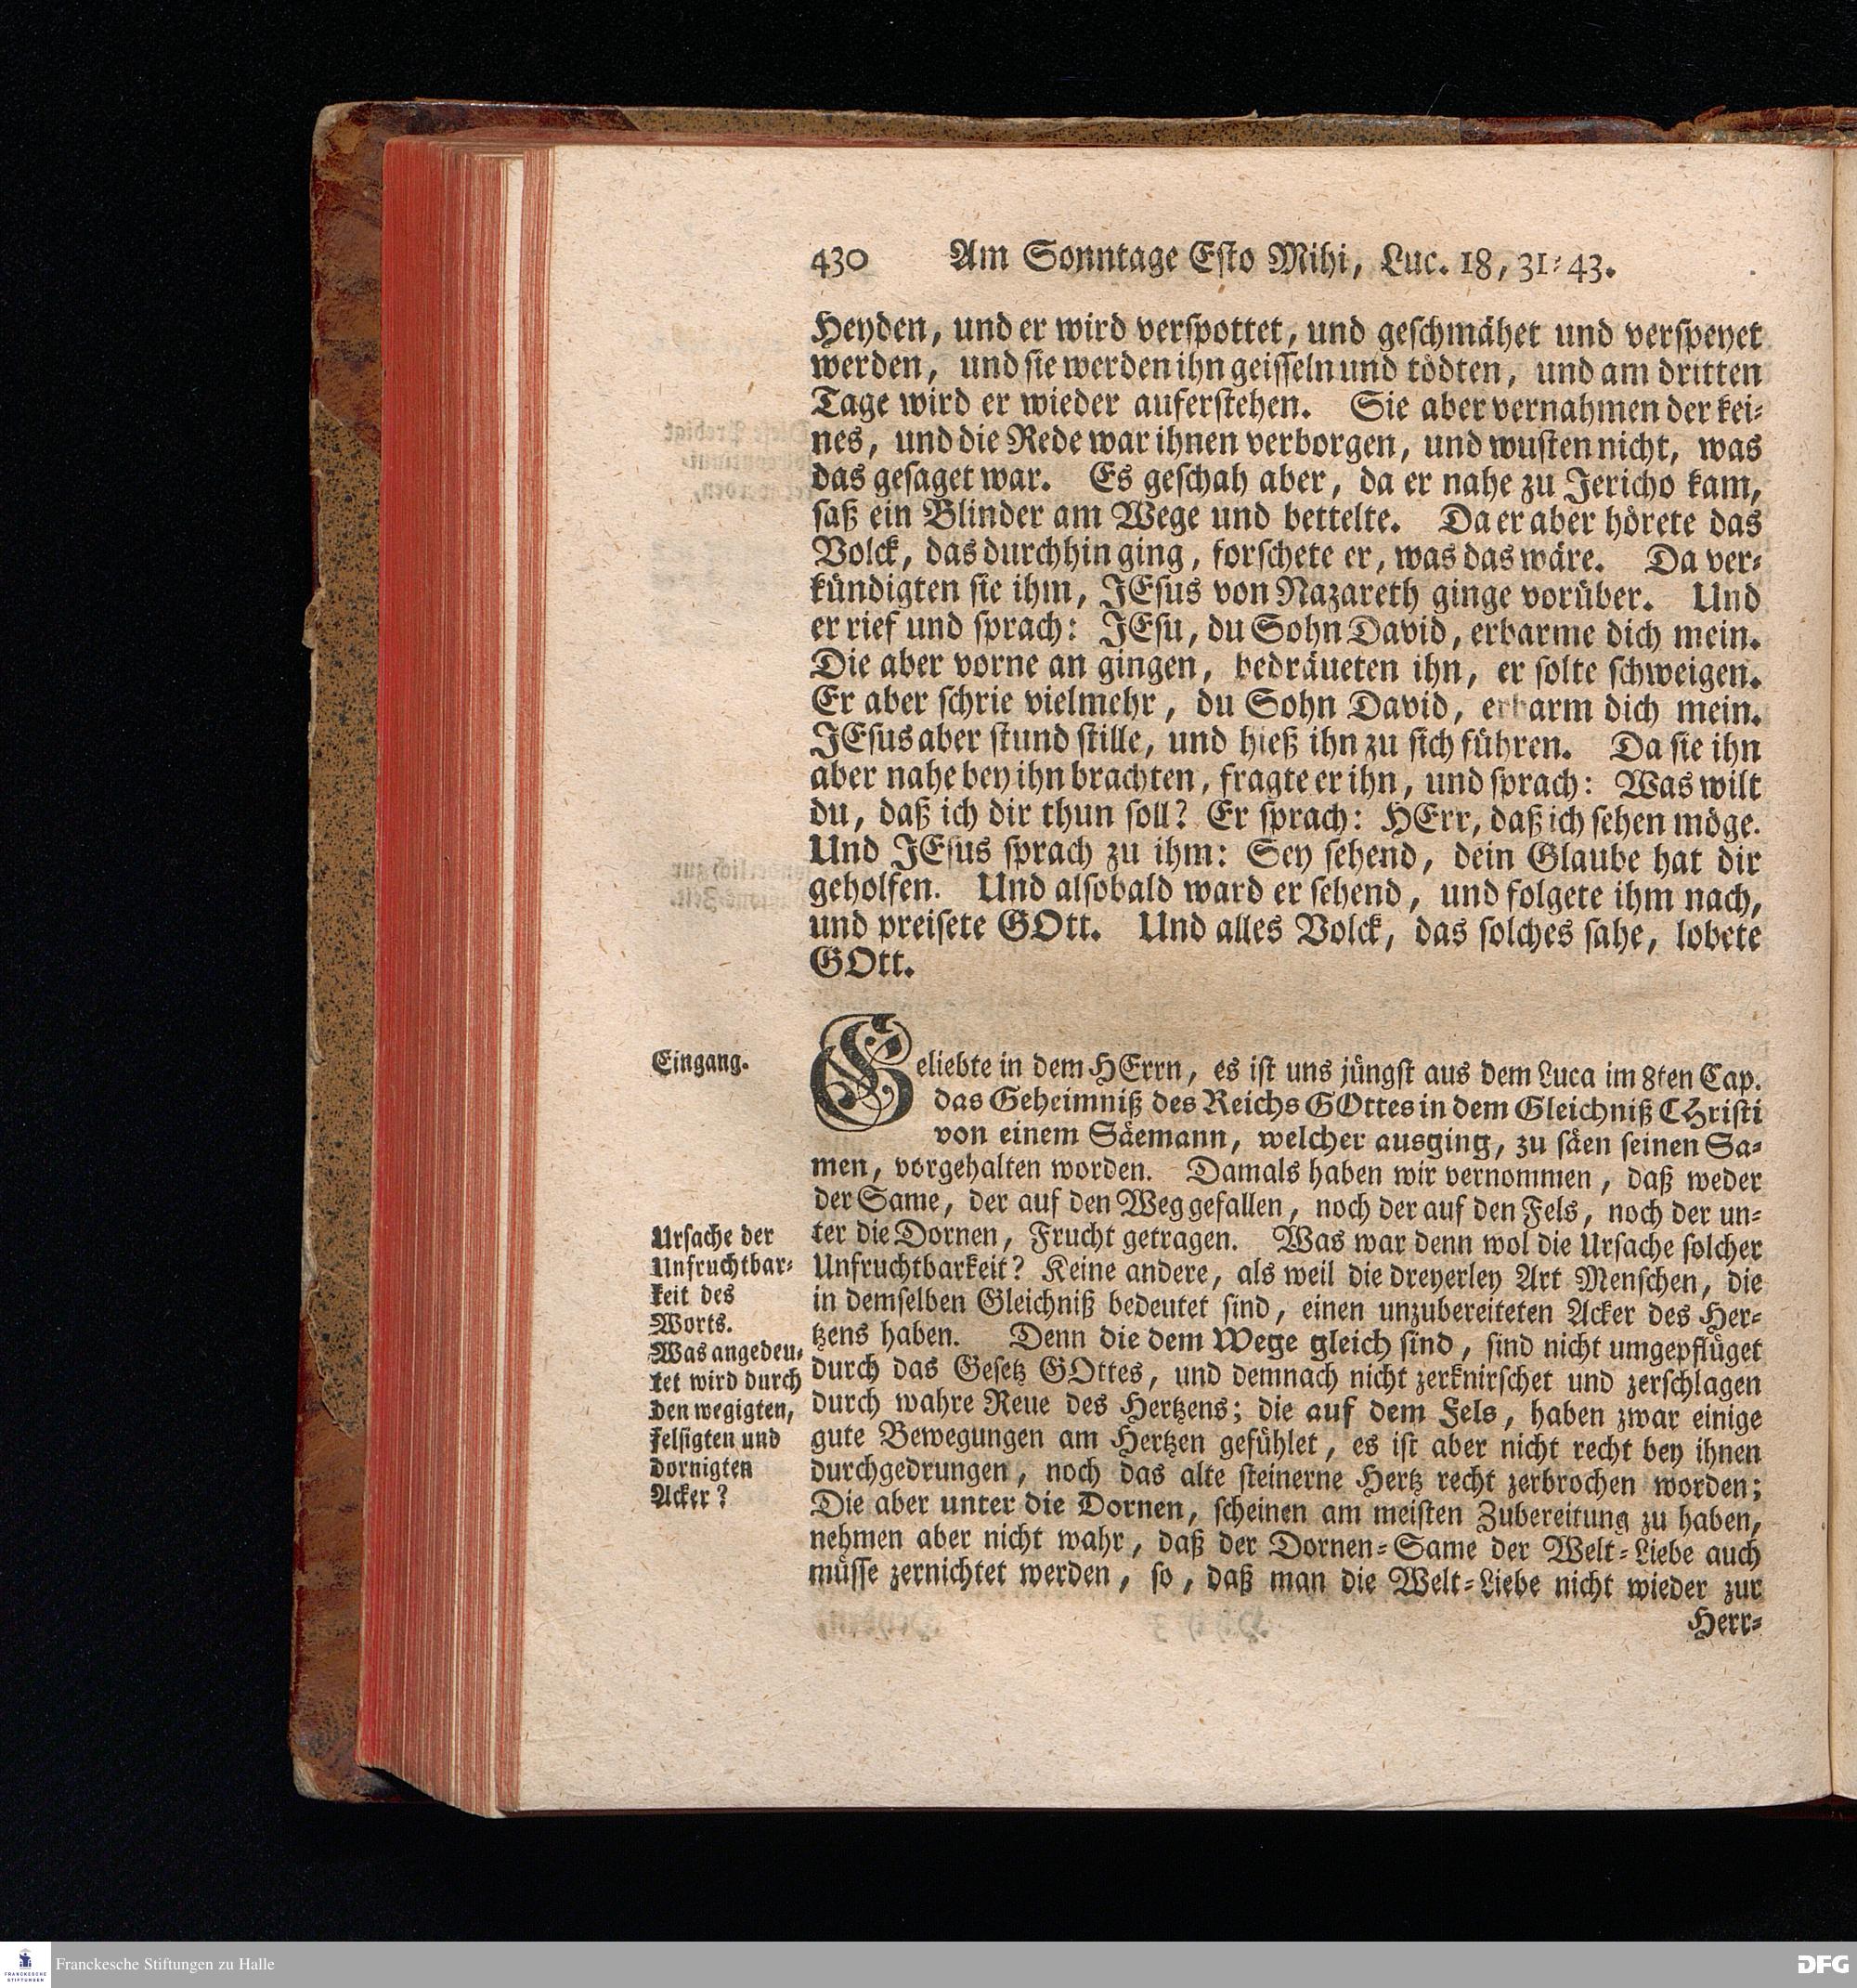 430 Am Sonntage Esto Mihi, Luc. 18, 31-43.
Heyden, und er wird verspottet, und geschmähet und verspeyet
werden, und sie werden ihn geisseln und tödten, und am dritten
Tage wird er wieder auferstehen. Sie aber vernahmen der kei-
nes, und die Rede war ihnen verborgen, und wusten nicht, was
das gesaget war. Es geschah aber, da er nahe zu Jericho kam,
saß ein Blinder am Wege und bettelte. Da er aber hörete das
Volck, das durchhin ging, forschete er, was das wäre. Da ver-
kündigten sie ihm, JEsus von Nazareth ginge vorüber. Und
er rief und sprach: JEsu, du Sohn David, erbarme dich mein.
Die aber vorne an gingen, bedräueten ihn, er solte schweigen.
Er aber schrie vielmehr, du Sohn David, erbarm dich mein.
JEsus aber stund stille, und hieß ihn zu sich führen. Da sie ihn
aber nahe bey ihn brachten, fragte er ihn, und sprach: Was wilt
du, daß ich dir thun soll? Er sprach: HErr, daß ich sehen möge.
Und JEsus sprach zu ihm: Sey sehend, dein Glaube hat dir
geholfen. Und alsobald ward er sehend, und folgete ihm nach,
und preisete GOtt. Und alles Volck, das solches sahe, lobete
GOtt.
Eingang.
Geliebte in dem HErrn, es ist uns jüngst aus dem Luca im 8ten Cap.
das Geheimniß des Reichs GOttes in dem Gleichniß CHristi
von einem Säemann, welcher ausging, zu säen seinen Sa-
men, vorgehalten worden. Damals haben wir vernommen, daß weder
der Same, der auf den Weg gefallen, noch der auf den Fels, noch der un-
ter die Dornen, Frucht getragen. Was war denn wol die Ursache solcher
Unfruchtbarkeit? Keine andere, als weil die dreyerley Art Menschen, die
in demselben Gleichniß bedeutet sind, einen unzubereiteten Acker des Her-
tzens haben. Denn die dem Wege gleich sind, sind nicht umgepflüget
durch das Gesetz GOttes, und demnach nicht zerknirschet und zerschlagen
durch wahre Reue des Hertzens; die auf dem Fels, haben zwar einige
gute Bewegungen am Hertzen gefühlet, es ist aber nicht recht bey ihnen
durchgedrungen, noch das alte steinerne Hertz recht zerbrochen worden;
Die aber unter die Dornen, scheinen am meisten Zubereitung zu haben,
nehmen aber nicht wahr, daß der Dornen-Same der Welt-Liebe auch
müsse zernichtet werden, so, daß man die Welt-Liebe nicht wieder zur
Herr-
Ursache der
Unfruchtbar-
keit des
Worts.
Was angedeu-
tet wird durch
den wegigten,
felsigten und
dornigten
Acker?
FRANCKESCHE
STIFTUNGEN
Franckesche Stiftungen zu Halle
DFG